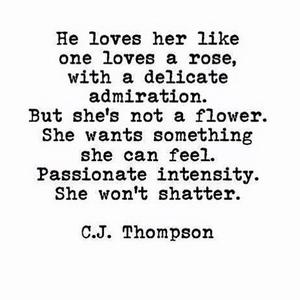 He loves her like
one loves a rose,
with a delicate
admiration.
But she's not a flower.
She wants something
she can feel.
Passionate intensity.
She won't shatter.
C.J. Thompson